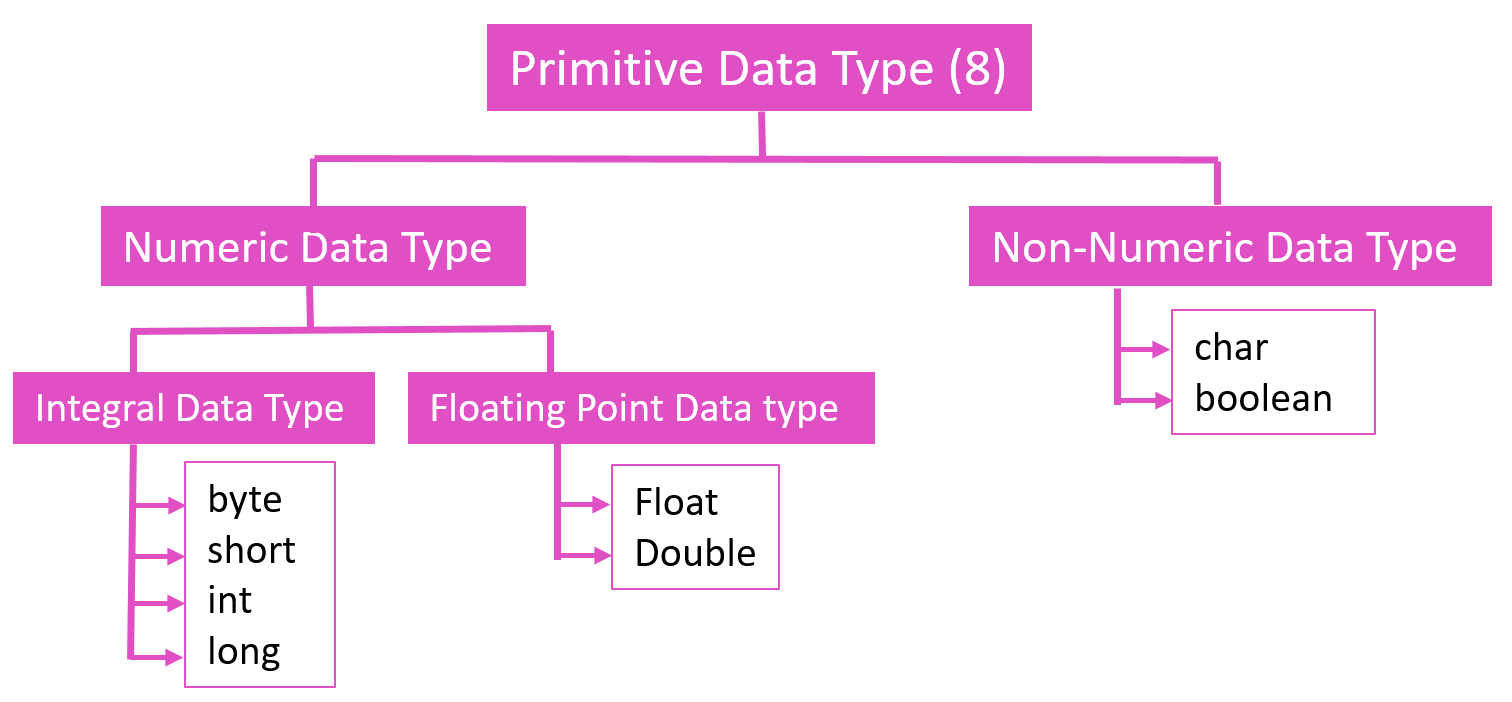 Primitive Data Type (8)
Numeric Data Type
Non-Numeric Data Type
char
boolean
Integral Data Type
Floating Point Data type
byte
short
int
long
Float
Double